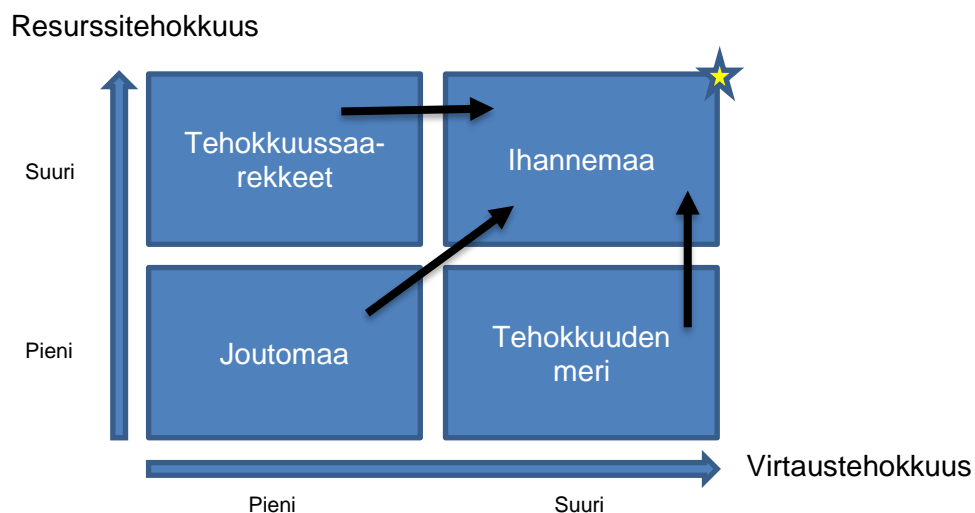 Resurssitehokkuus
Suuri
Tehokkuussaa-
rekkeet
Ihannemaa
Pieni
Joutomaa
Tehokkuuden
meri
Virtaustehokkuus
Pieni
Suuri